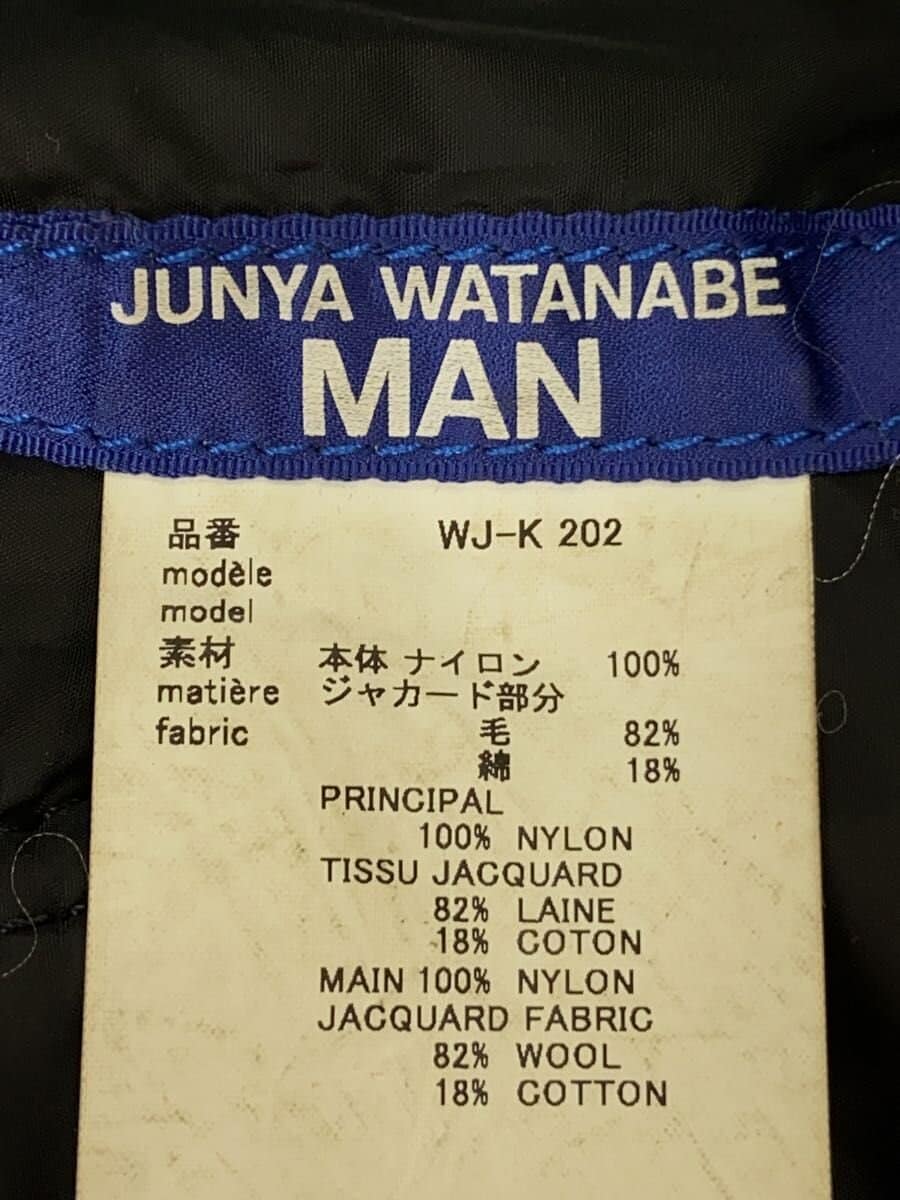 JUNYA WATANABE
MAN
品番 WJ-K 202
modèle
model
素材 本体 ナイロン 100%
matière ジャカード部分
fabric 毛 82%
綿 18%
PRINCIPAL
100% NYLON
TISSU JACQUARD
82% LAINE
18% COTON
MAIN 100% NYLON
JACQUARD FABRIC
82% WOOL
18% COTTON